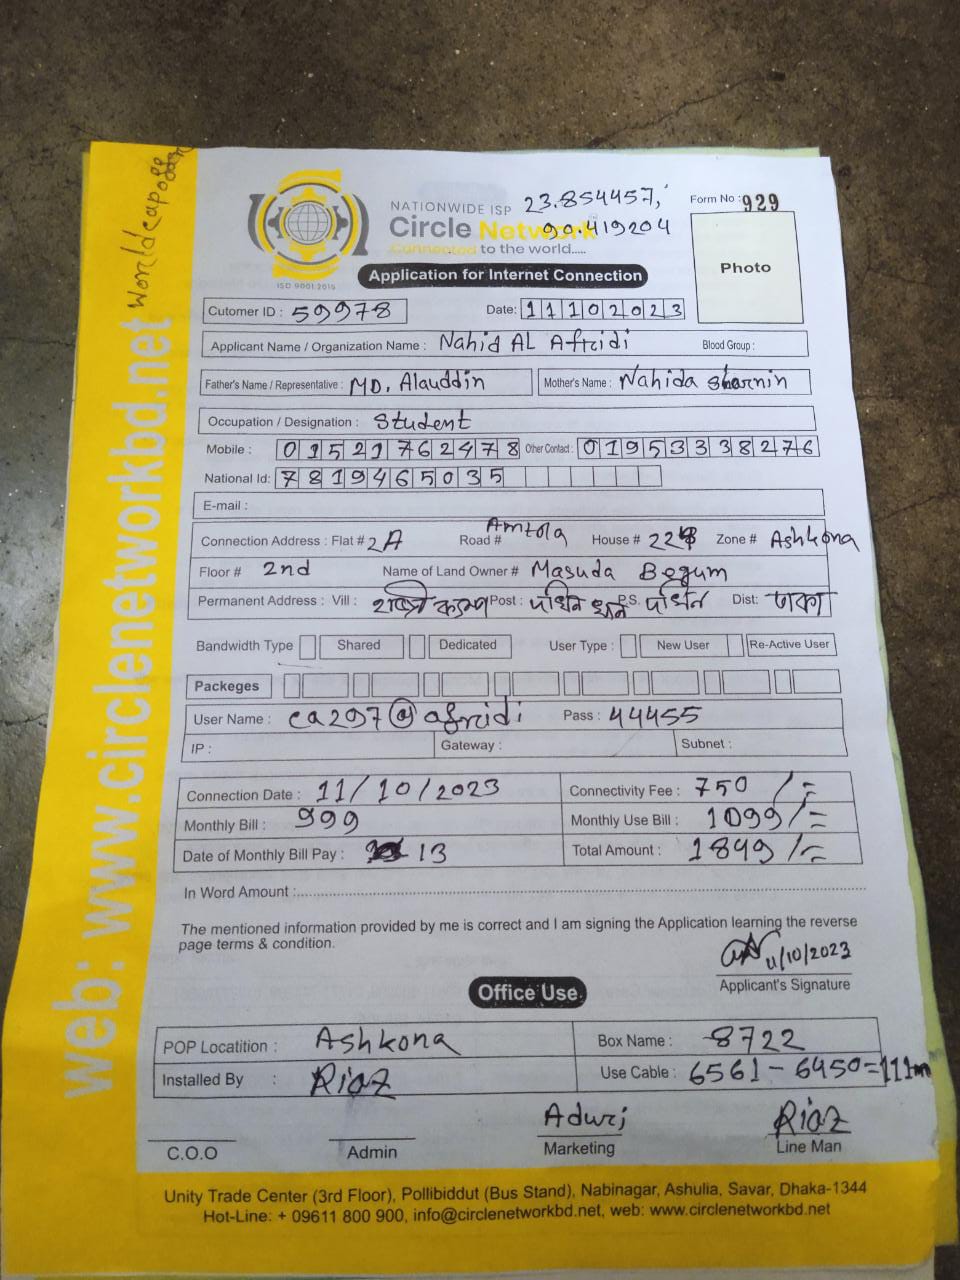 NATIONWIDE ISP 23.854457,
Circle Network 90.419204
Connected to the world.....
Form No : 929
Photo
ISO 9001:2015
Application for Internet Connection
Cutomer ID : 59978 Date: 11102023
Applicant Name / Organization Name : Nahid AL Afridi Blood Group :
Father's Name / Representative : MD. Alauddin Mother's Name : Nahida Sharnin
Occupation / Designation : Student
Mobile : 01521762478 Other Contact : 01953338276
National Id: 7819465035
E-mail :
Connection Address : Flat # 2A Road # Amtola House # Zone # Ashkona
Floor # 2nd Name of Land Owner # Masuda Begum
Permanent Address : Vill : Post : P.S. Dist: ঢাকা
Bandwidth Type Shared Dedicated User Type : New User Re-Active User
Packeges
User Name : ca297@afridi Pass : 44455
IP : Gateway : Subnet :
Connection Date : 11/10/2023 Connectivity Fee : 750 /=
Monthly Bill : 999 Monthly Use Bill : 1099/=
Date of Monthly Bill Pay : 13 Total Amount : 1849/=
In Word Amount :
The mentioned information provided by me is correct and I am signing the Application learning the reverse
page terms & condition.
11/10/2023
Applicant's Signature
Office Use
POP Locatition : Ashkona Box Name : 8722
Installed By : Riaz Use Cable : 6561 - 6450=111m
Aduri Riaz
C.O.O Admin Marketing Line Man
Unity Trade Center (3rd Floor), Pollibiddut (Bus Stand), Nabinagar, Ashulia, Savar, Dhaka-1344
Hot-Line: + 09611 800 900, info@circlenetworkbd.net, web: www.circlenetworkbd.net
web: www.circlenetworkbd.net